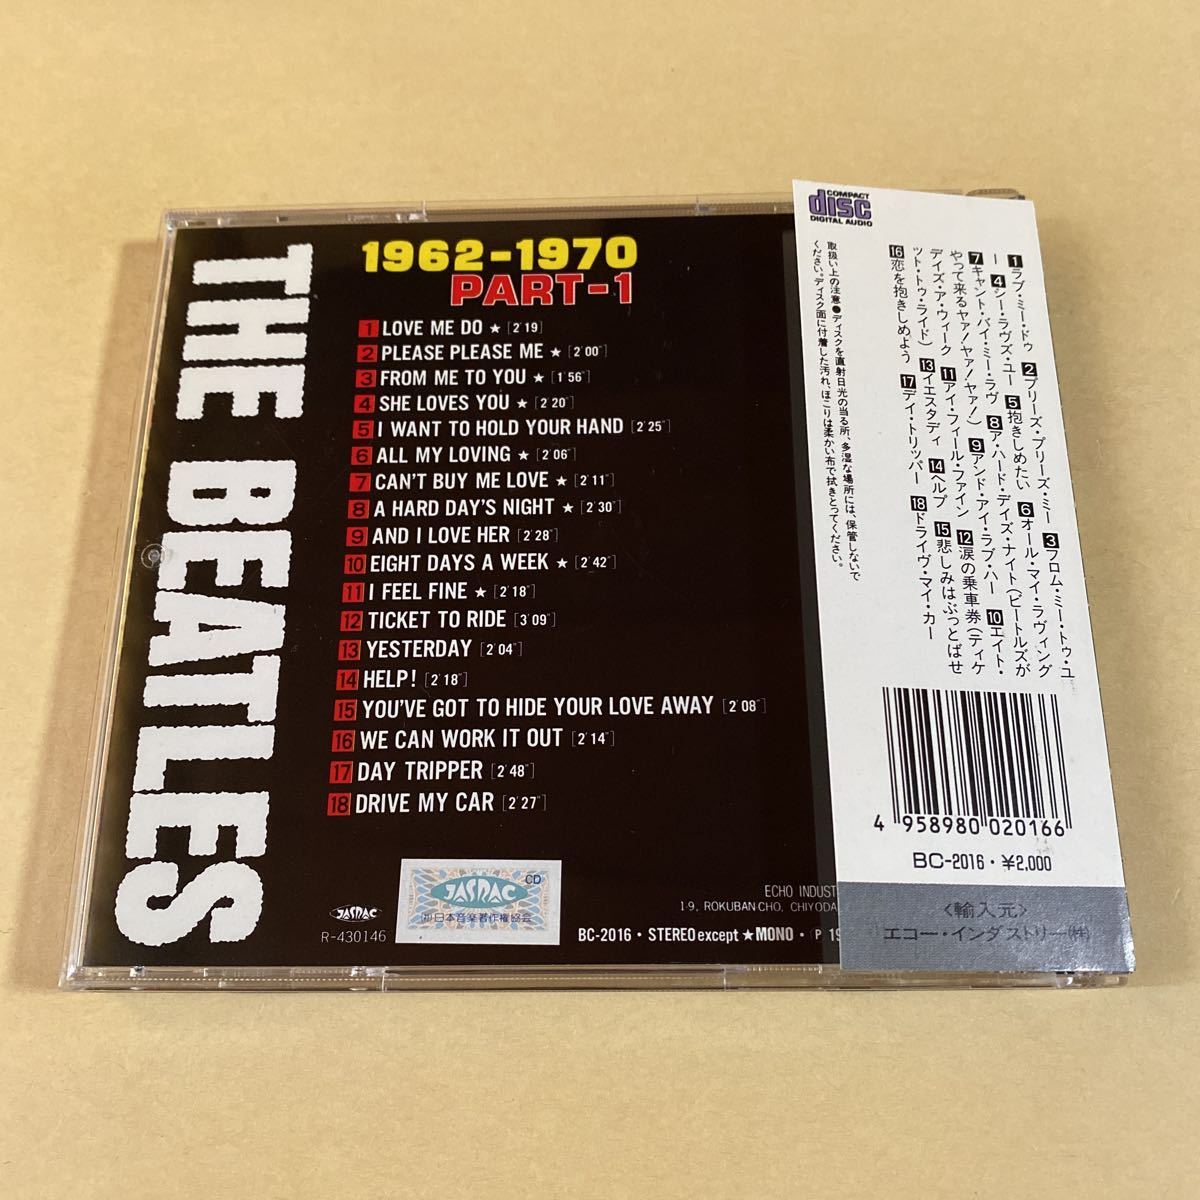 THE BEATLES
1962-1970
PART-1
1 LOVE ME DO ★ [2'19]
2 PLEASE PLEASE ME ★ [2'00"]
3 FROM ME TO YOU ★ [1'56"]
4 SHE LOVES YOU ★ [2'20"]
5 I WANT TO HOLD YOUR HAND [2'25"]
6 ALL MY LOVING ★ [2'06]
7 CAN'T BUY ME LOVE ★ [2'11"]
8 A HARD DAY'S NIGHT ★ [2'30"]
9 AND I LOVE HER [2'28"]
10 EIGHT DAYS A WEEK ★ [2'42"]
11 I FEEL FINE ★ [2'18"]
12 TICKET TO RIDE [3'09"]
13 YESTERDAY [2'04"]
14 HELP! [2'18"]
15 YOU'VE GOT TO HIDE YOUR LOVE AWAY [2'08"]
16 WE CAN WORK IT OUT [2'14"]
17 DAY TRIPPER [2'48"]
18 DRIVE MY CAR [2'27"]
JASRAC
R-430146
CD
JASRAC
(社)日本音楽著作権協会
ECHO INDUST
1-9, ROKUBAN-CHO, CHIYODA
BC-2016・STEREO except ★MONO・(P) 19
COMPACT
disc
DIGITAL AUDIO
1ラブ・ミー・ドゥ 2プリーズ・プリーズ・ミー 3フロム・ミー・トゥ・ユ
ー 4シー・ラヴズ・ユー 5抱きしめたい 6オール・マイ・ラヴィング
7キャント・バイ・ミー・ラヴ 8ア・ハード・デイズ・ナイト(ビートルズが
やって来るヤァ!ヤァ!ヤァ!) 9アンド・アイ・ラブ・ハー 10エイト・
デイズ・ア・ウィーク 11アイ・フィール・ファイン 12涙の乗車券(ティケ
ット・トゥ・ライド) 13イエスタディ 14ヘルプ 15悲しみはぶっとばせ
16恋を抱きしめよう 17デイ・トリッパー 18ドライヴ・マイ・カー
取扱い上の注意●ディスクを直射日光の当る所、多湿な場所には、保管しないで
ください。ディスク面に付着した汚れ、ほこりは柔かい布で拭きとってください。
4 958980 020166
BC-2016・¥2,000
〈輸入元〉
エコー・インダストリー(株)